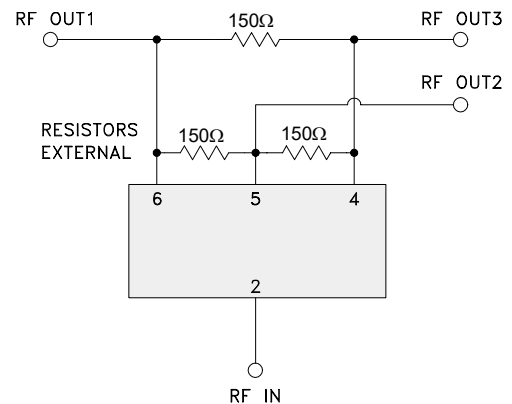 RF OUT1
150Ω
RF OUT3
RF OUT2
RESISTORS
EXTERNAL
150Ω
150Ω
6
5
4
2
RF IN